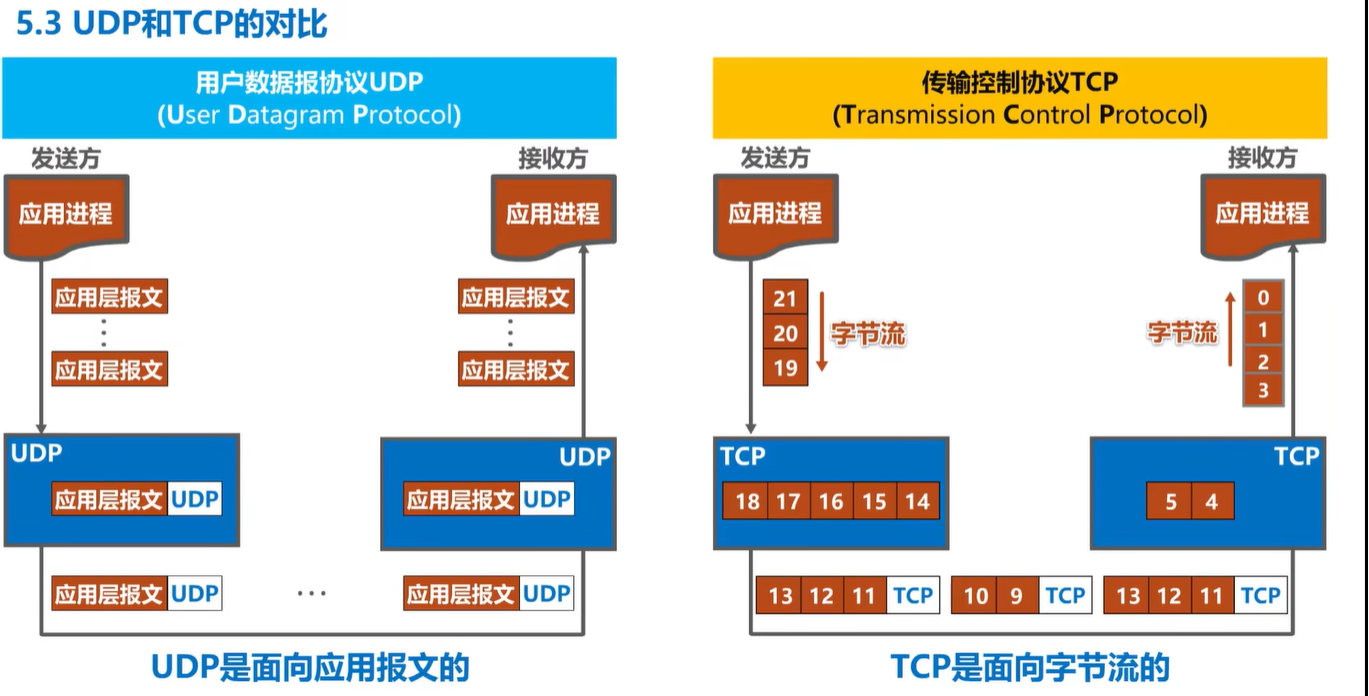 5.3 UDP和TCP的对比
用户数据报协议UDP
(User Datagram Protocol)
发送方
接收方
应用进程
应用进程
应用层报文
应用层报文
应用层报文
应用层报文
UDP
UDP
应用层报文 UDP
应用层报文 UDP
应用层报文 UDP
...
应用层报文 UDP
UDP是面向应用报文的
传输控制协议TCP
(Transmission Control Protocol)
发送方
接收方
应用进程
应用进程
21
20
19
字节流
字节流
0
1
2
3
TCP
TCP
18 17 16 15 14
5 4
13 12 11 TCP
10 9 TCP
13 12 11 TCP
TCP是面向字节流的